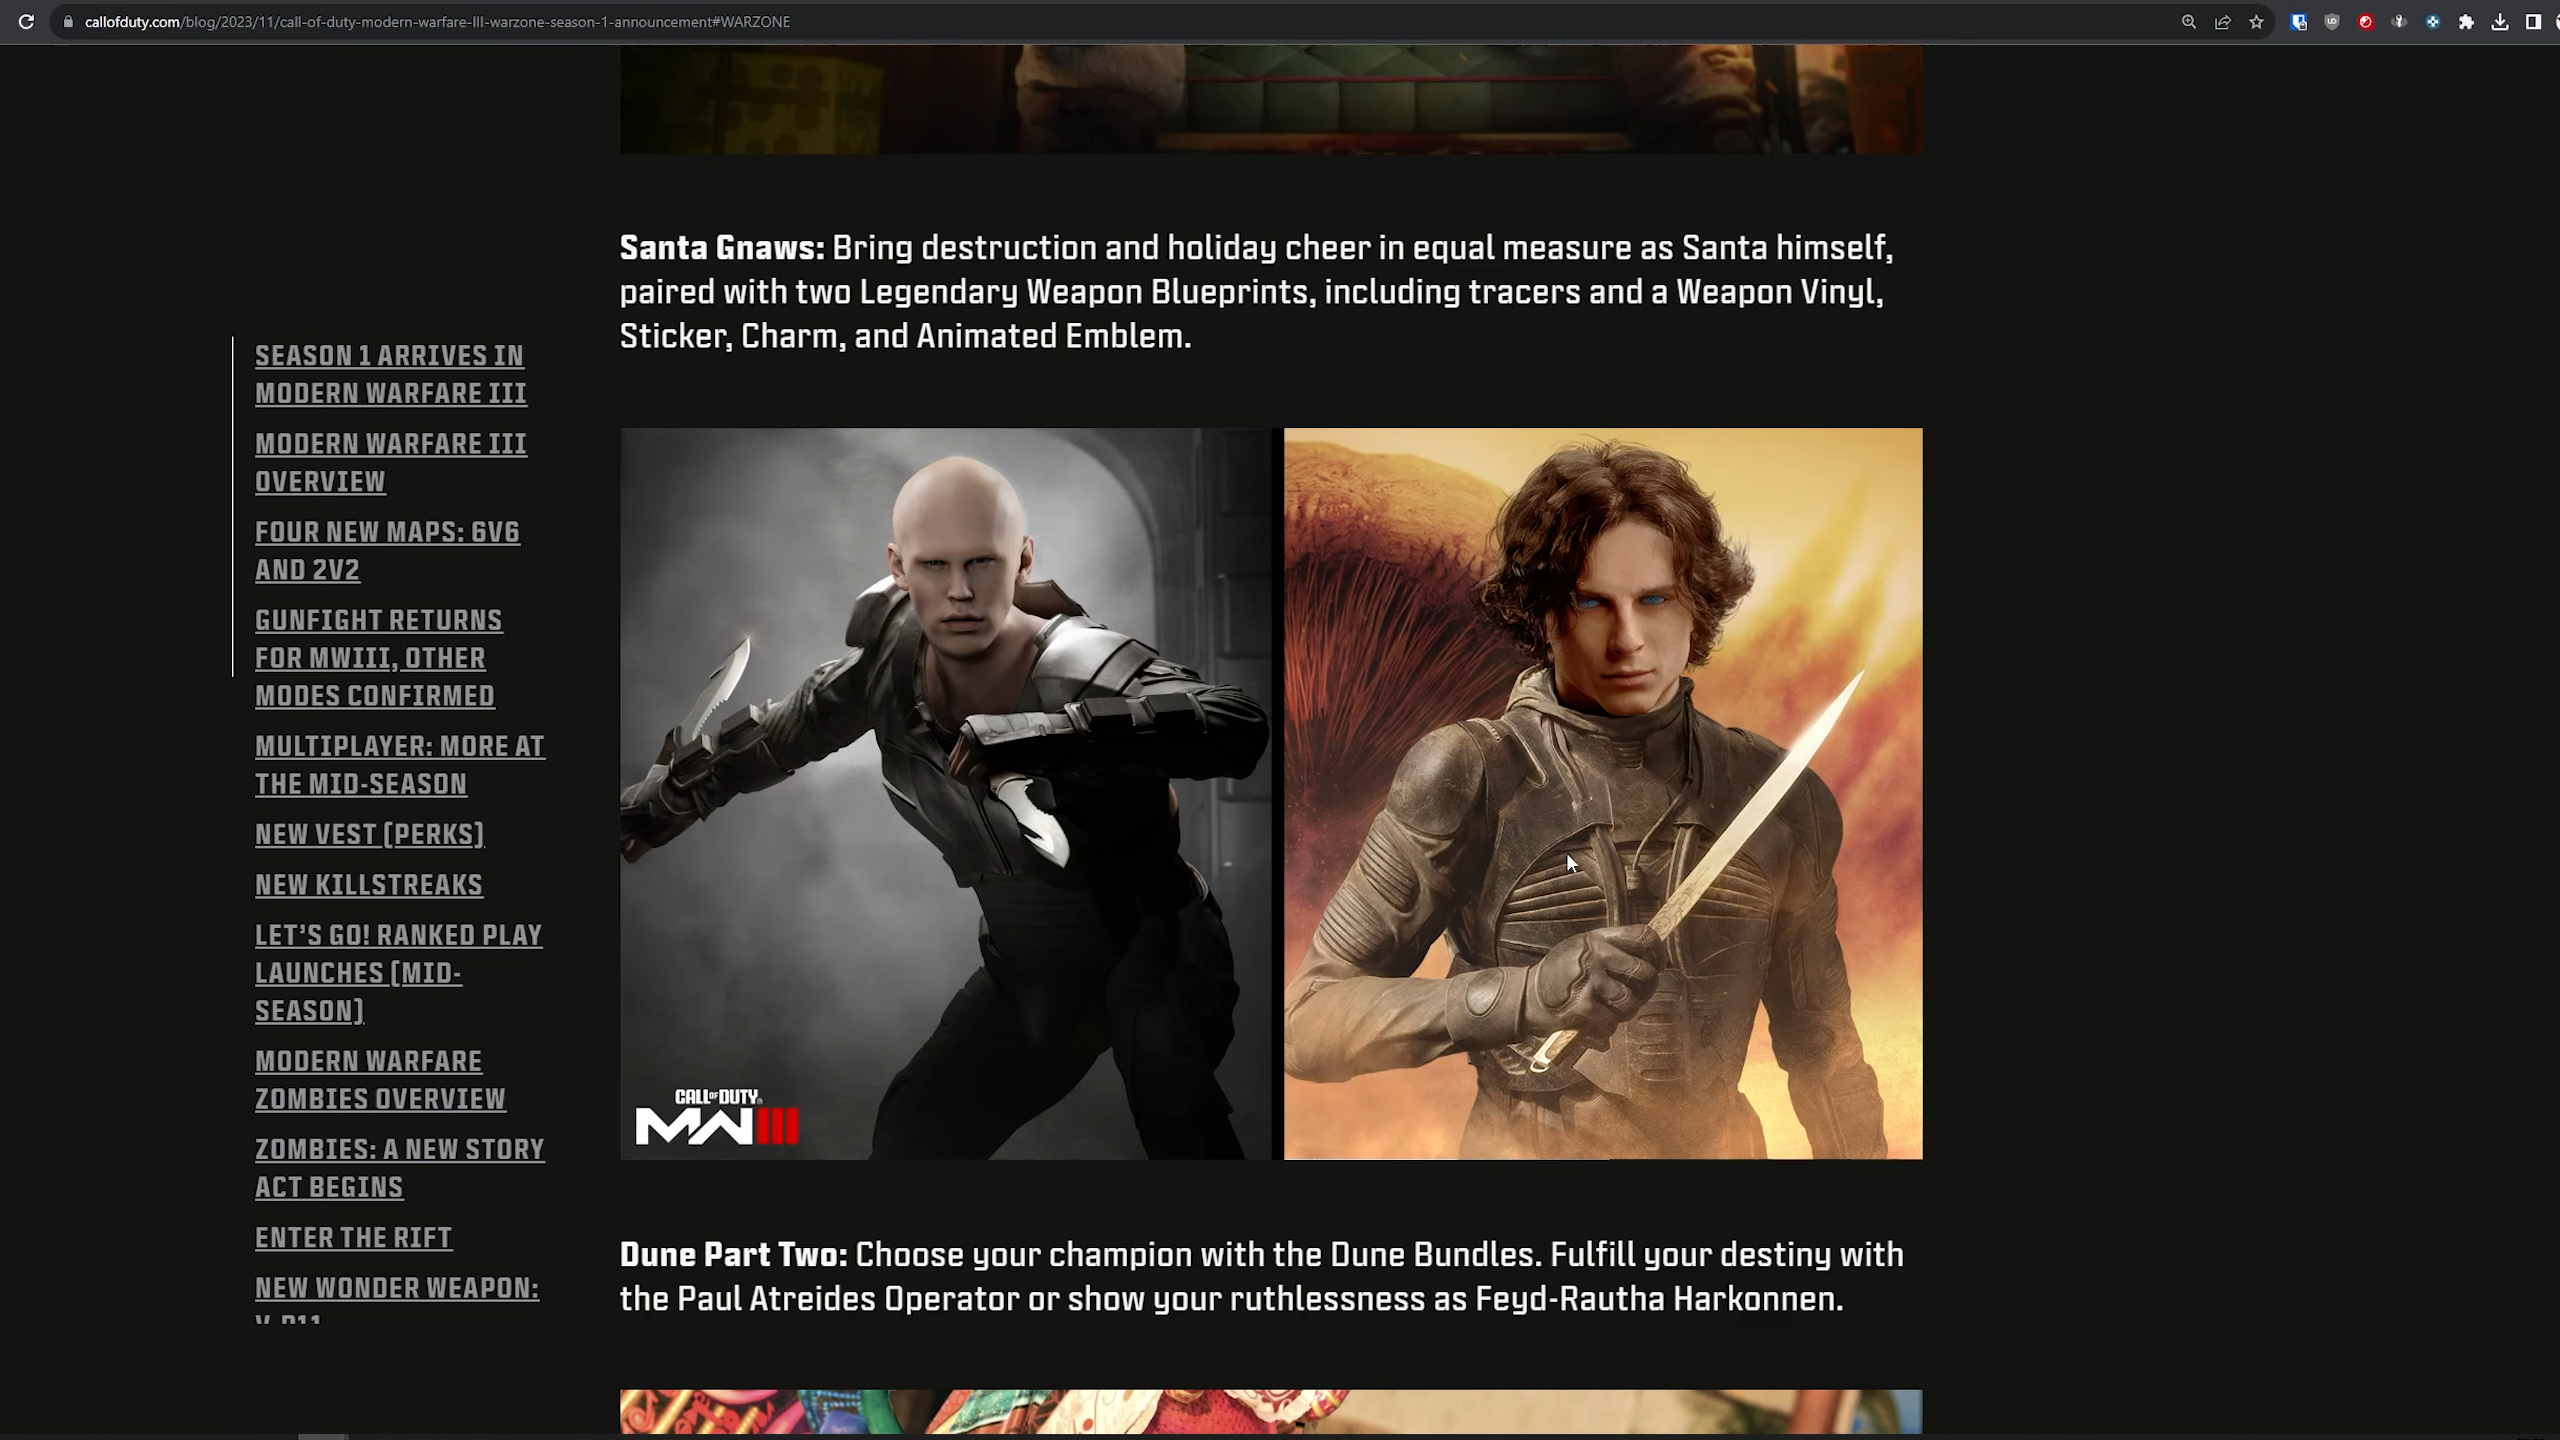 callofduty.com/blog/2023/11/call-of-duty-modern-warfare-III-warzone-season-1-announcement#WARZONE
Santa Gnaws: Bring destruction and holiday cheer in equal measure as Santa himself,
paired with two Legendary Weapon Blueprints, including tracers and a Weapon Vinyl,
Sticker, Charm, and Animated Emblem.
SEASON 1 ARRIVES IN
MODERN WARFARE III
MODERN WARFARE III
OVERVIEW
FOUR NEW MAPS: 6V6
AND 2V2
GUNFIGHT RETURNS
FOR MWIII, OTHER
MODES CONFIRMED
MULTIPLAYER: MORE AT
THE MID-SEASON
NEW VEST (PERKS)
NEW KILLSTREAKS
LET'S GO! RANKED PLAY
LAUNCHES (MID-
SEASON)
MODERN WARFARE
ZOMBIES OVERVIEW
ZOMBIES: A NEW STORY
ACT BEGINS
ENTER THE RIFT
NEW WONDER WEAPON:
CALL OF DUTY
MWIII
Dune Part Two: Choose your champion with the Dune Bundles. Fulfill your destiny with
the Paul Atreides Operator or show your ruthlessness as Feyd-Rautha Harkonnen.